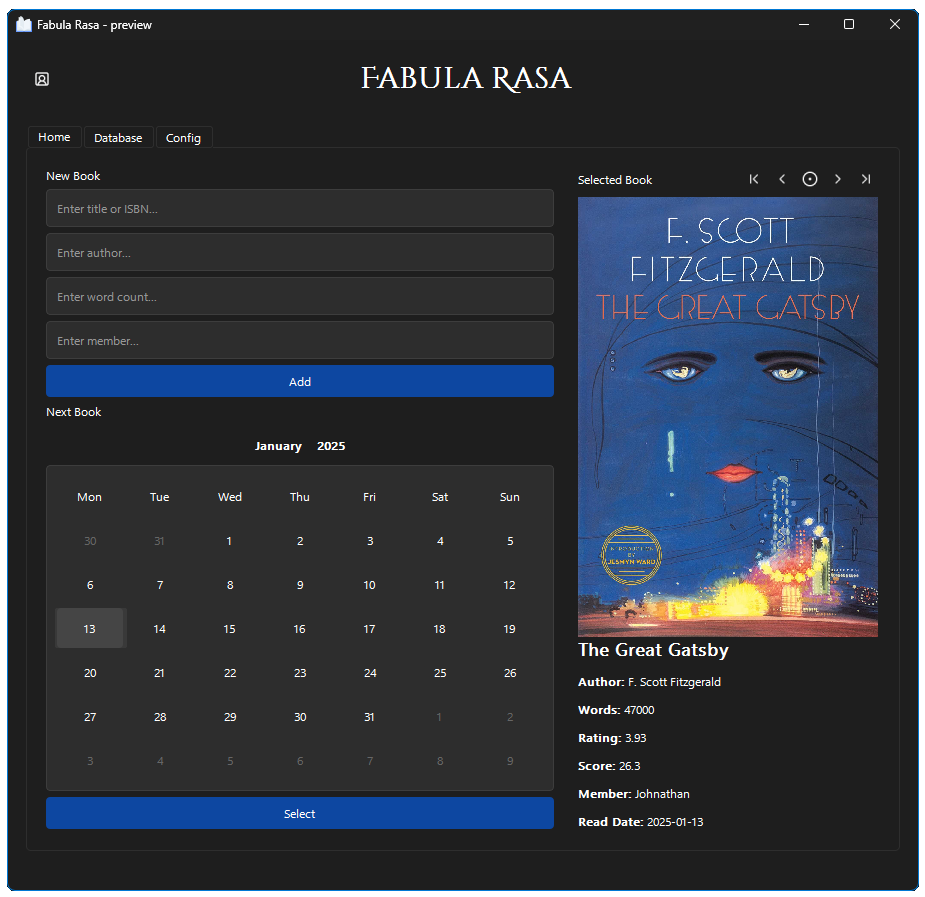 Fabula Rasa - preview
FABULA RASA
Home Database Config
New Book
Enter title or ISBN...
Enter author...
Enter word count...
Enter member...
Add
Next Book
January 2025
Mon Tue Wed Thu Fri Sat Sun
30 31 1 2 3 4 5
6 7 8 9 10 11 12
13 14 15 16 17 18 19
20 21 22 23 24 25 26
27 28 29 30 31 1 2
3 4 5 6 7 8 9
Select
Selected Book
F. SCOTT
FITZGERALD
THE GREAT GATSBY
INTRODUCTION
BY
JESMYN WARD
The Great Gatsby
Author: F. Scott Fitzgerald
Words: 47000
Rating: 3.93
Score: 26.3
Member: Johnathan
Read Date: 2025-01-13